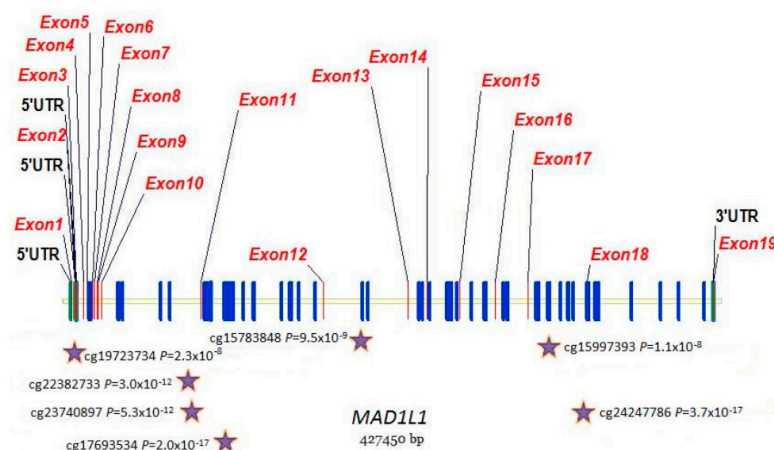 Exon5
Exon6
Exon4
Exon7
Exon14
Exon3
Exon13
Exon15
5'UTR
Exon8
Exon11
Exon2
Exon16
5'UTR
Exon9
Exon17
Exon10
3'UTR
Exon1
5'UTR
Exon12
Exon18
Exon19
cg15783848 P=9.5x10-9
cg19723734 P=2.3x10-8
cg15997393 P=1.1x10-8
cg22382733 P=3.0x10-12
cg23740897 P=5.3x10-12
cg24247786 P=3.7x10-17
MAD1L1
cg17693534 P=2.0x10-17
427450 bp